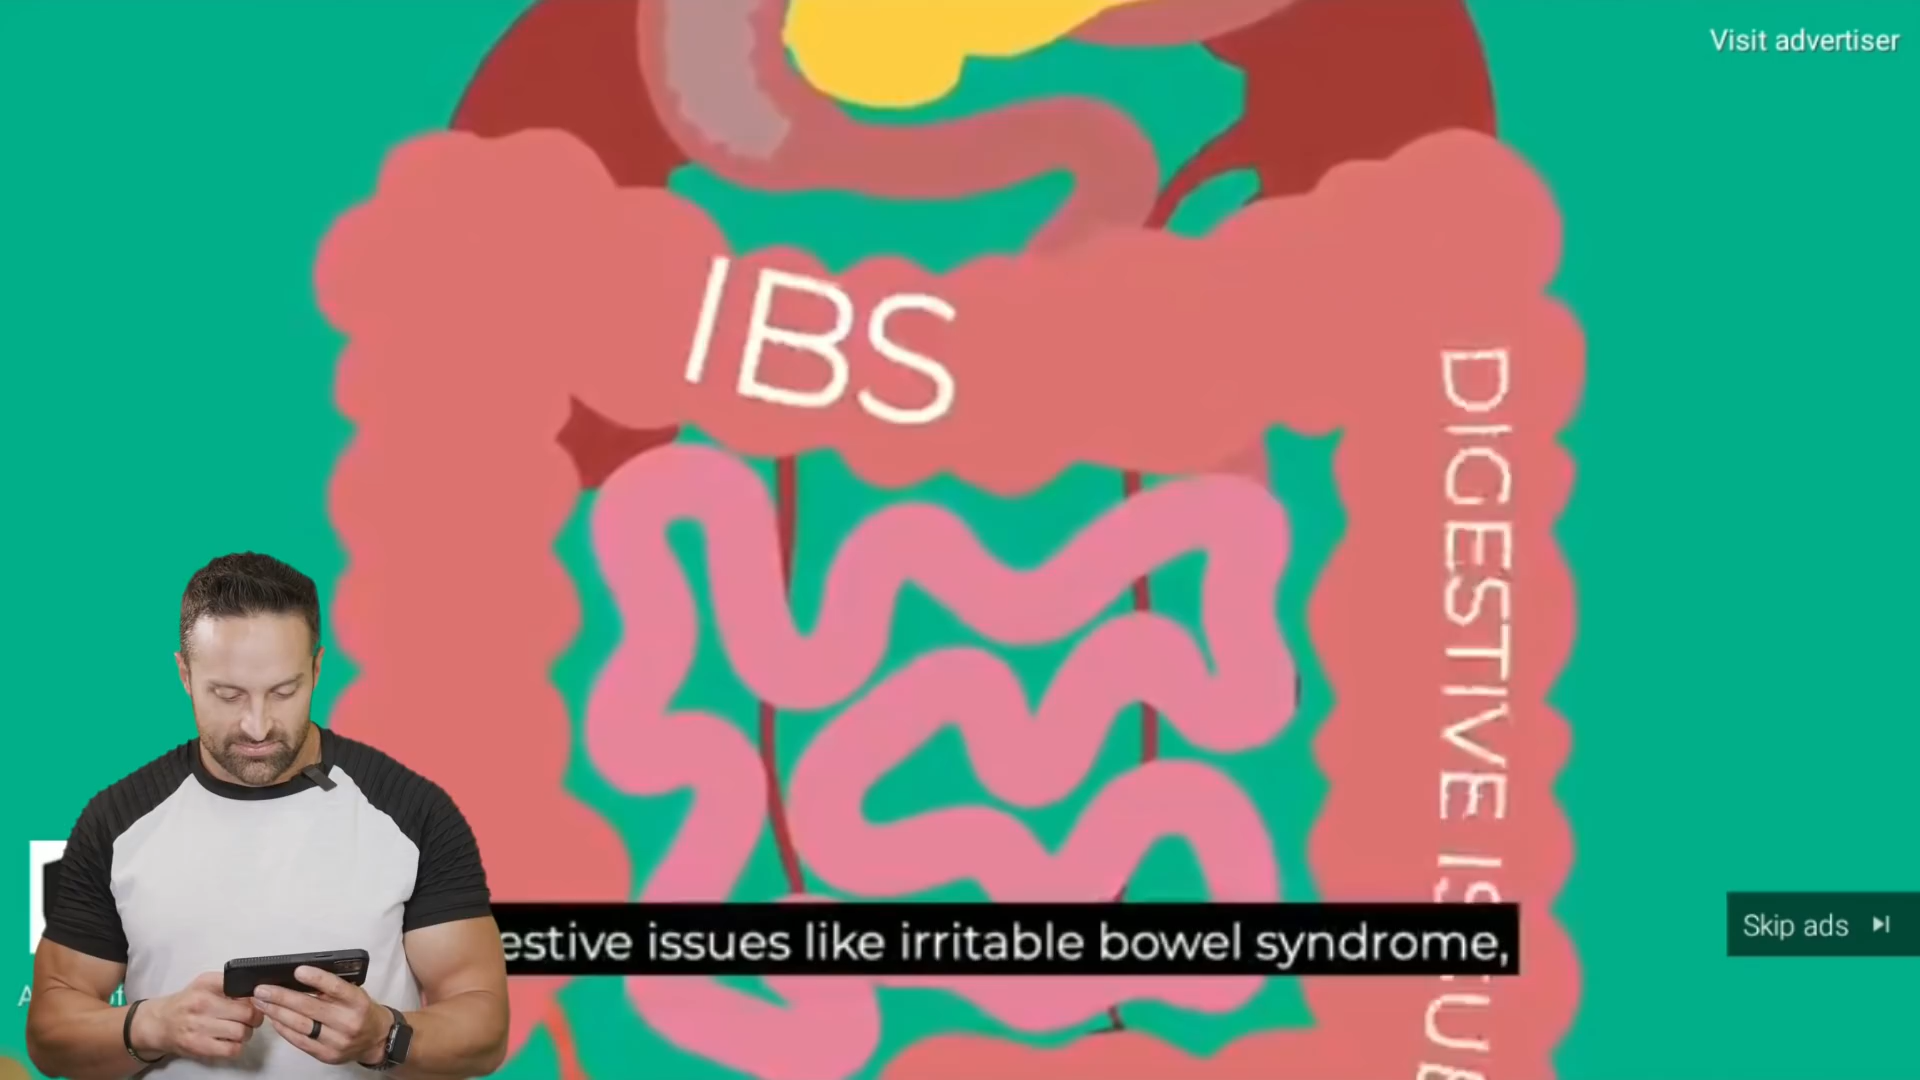 Visit advertiser
IBS
DIGESTIVE
estive issues like irritable bowel syndrome,
Skip ads